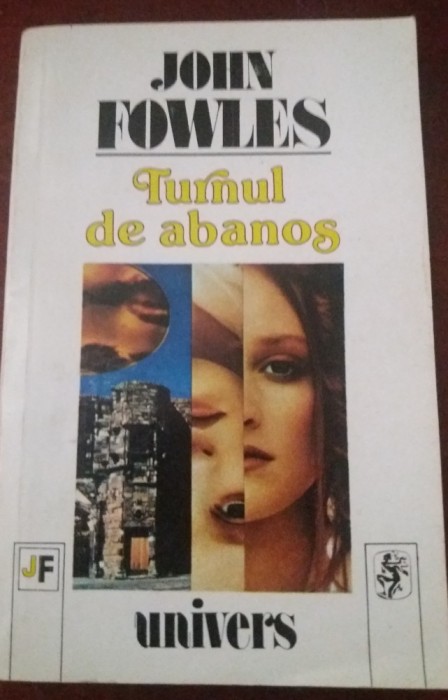 JOHN
FOWLES
Turnul
de abanos
JF
univers